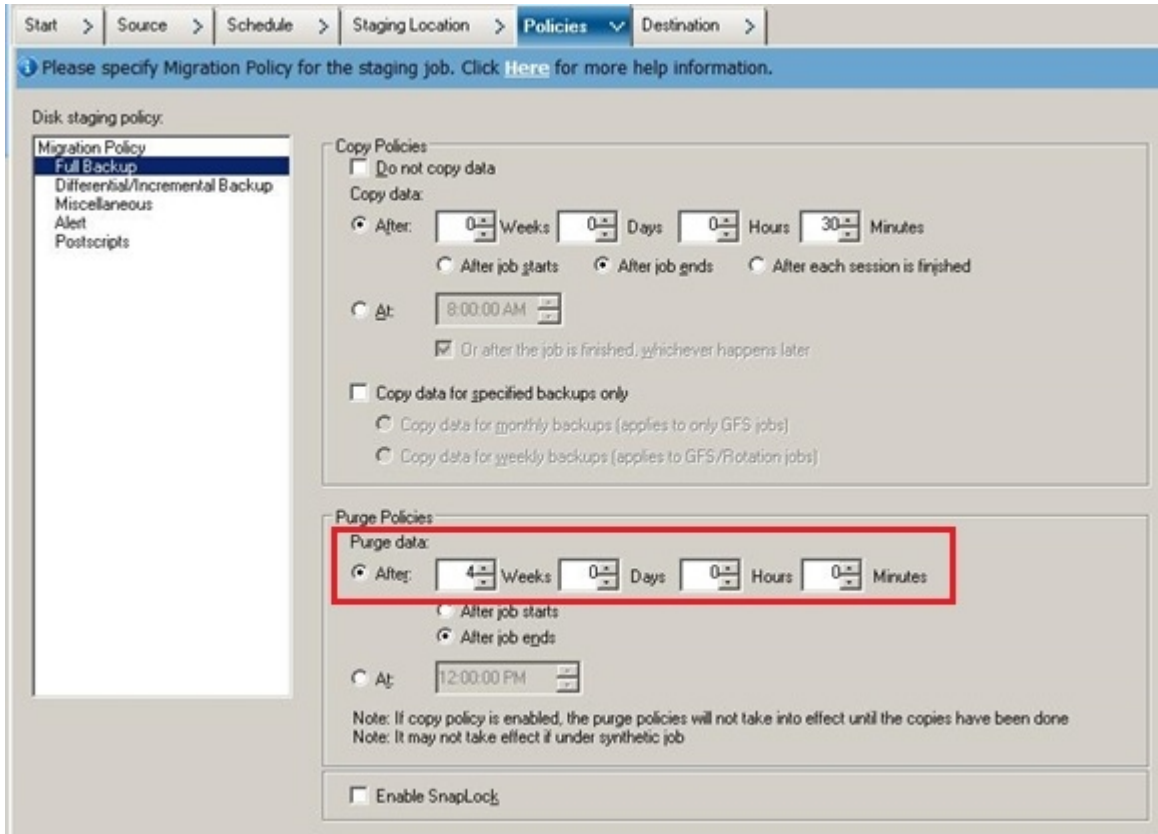 Start > Source > Schedule > Staging Location > Policies Destination >
Please specify Migration Policy for the staging job. Click Here for more help information.
Disk staging policy:
Migration Policy
Full Backup
Differential/Incremental Backup
Miscellaneous
Alert
Postscripts
Copy Policies
Do not copy data
Copy data:
After: 0 Weeks 0 Days 0 Hours 30 Minutes
After job starts After job ends After each session is finished
At: 8:00:00 AM
Or after the job is finished, whichever happens later
Copy data for specified backups only
Copy data for monthly backups (applies to only GFS jobs)
Copy data for weekly backups (applies to GFS/Rotation jobs)
Purge Policies
Purge data:
After: 4 Weeks 0 Days 0 Hours 0 Minutes
After job starts
After job ends
At: 12:00:00 PM
Note: If copy policy is enabled, the purge policies will not take into effect until the copies have been done
Note: It may not take effect if under synthetic job
Enable SnapLock